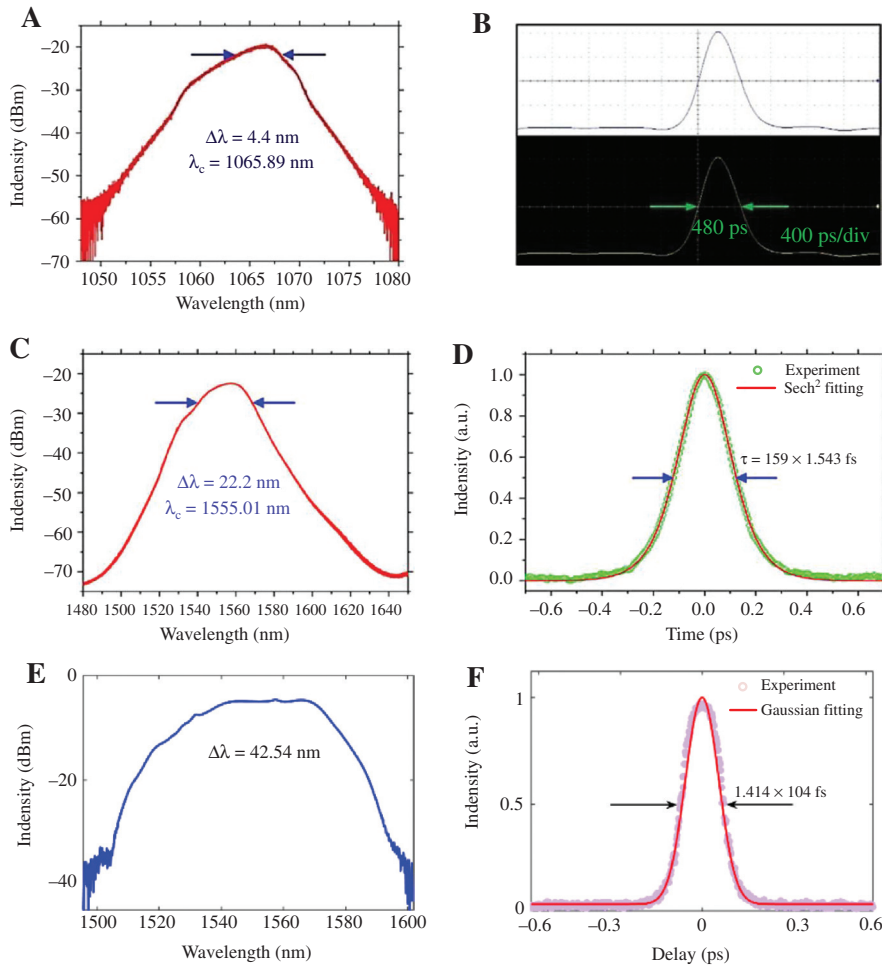 A
Indensity (dBm)
−20
−30
−40
−50
−60
−70
Δλ = 4.4 nm
λc = 1065.89 nm
1050 1055 1060 1065 1070 1075 1080
Wavelength (nm)
B
480 ps
400 ps/div
C
Indensity (dBm)
−20
−30
−40
−50
−60
−70
Δλ = 22.2 nm
λc = 1555.01 nm
1480 1500 1520 1540 1560 1600 1620 1640
Wavelength (nm)
D
Indensity (a.u.)
1.0
0.8
0.6
0.4
0.2
0.0
Experiment
Sech² fitting
τ = 159 × 1.543 fs
−0.6 −0.4 −0.2 0.0 0.2 0.4 0.6
Time (ps)
E
Indensity (dBm)
0
−20
−40
Δλ = 42.54 nm
1500 1520 1540 1560 1580 1600
Wavelength (nm)
F
Indensity (a.u.)
1
0.5
0
Experiment
Gaussian fitting
1.414 × 104 fs
−0.6 −0.3 0 0.3 0.6
Delay (ps)